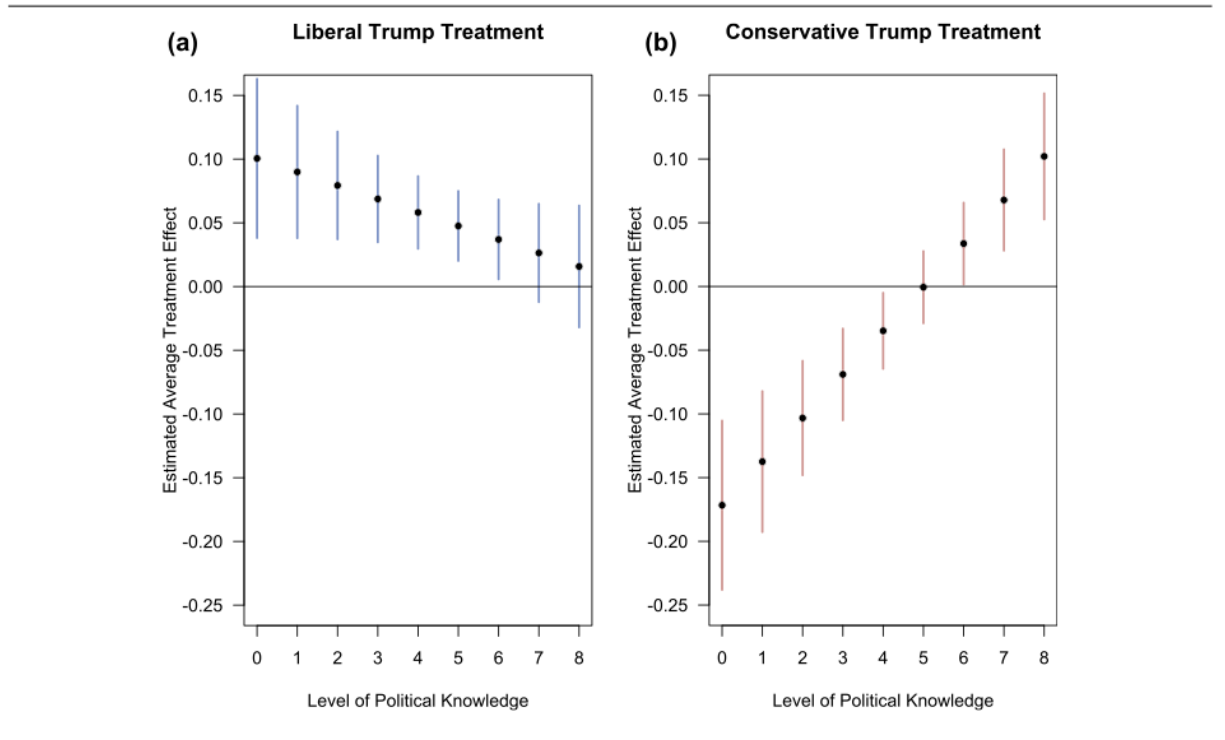 (a) Liberal Trump Treatment
0.15
0.10
0.05
0.00
-0.05
-0.10
-0.15
-0.20
-0.25
Estimated Average Treatment Effect
0 1 2 3 4 5 6 7 8
Level of Political Knowledge
(b) Conservative Trump Treatment
0.15
0.10
0.05
0.00
-0.05
-0.10
-0.15
-0.20
-0.25
Estimated Average Treatment Effect
0 1 2 3 4 5 6 7 8
Level of Political Knowledge